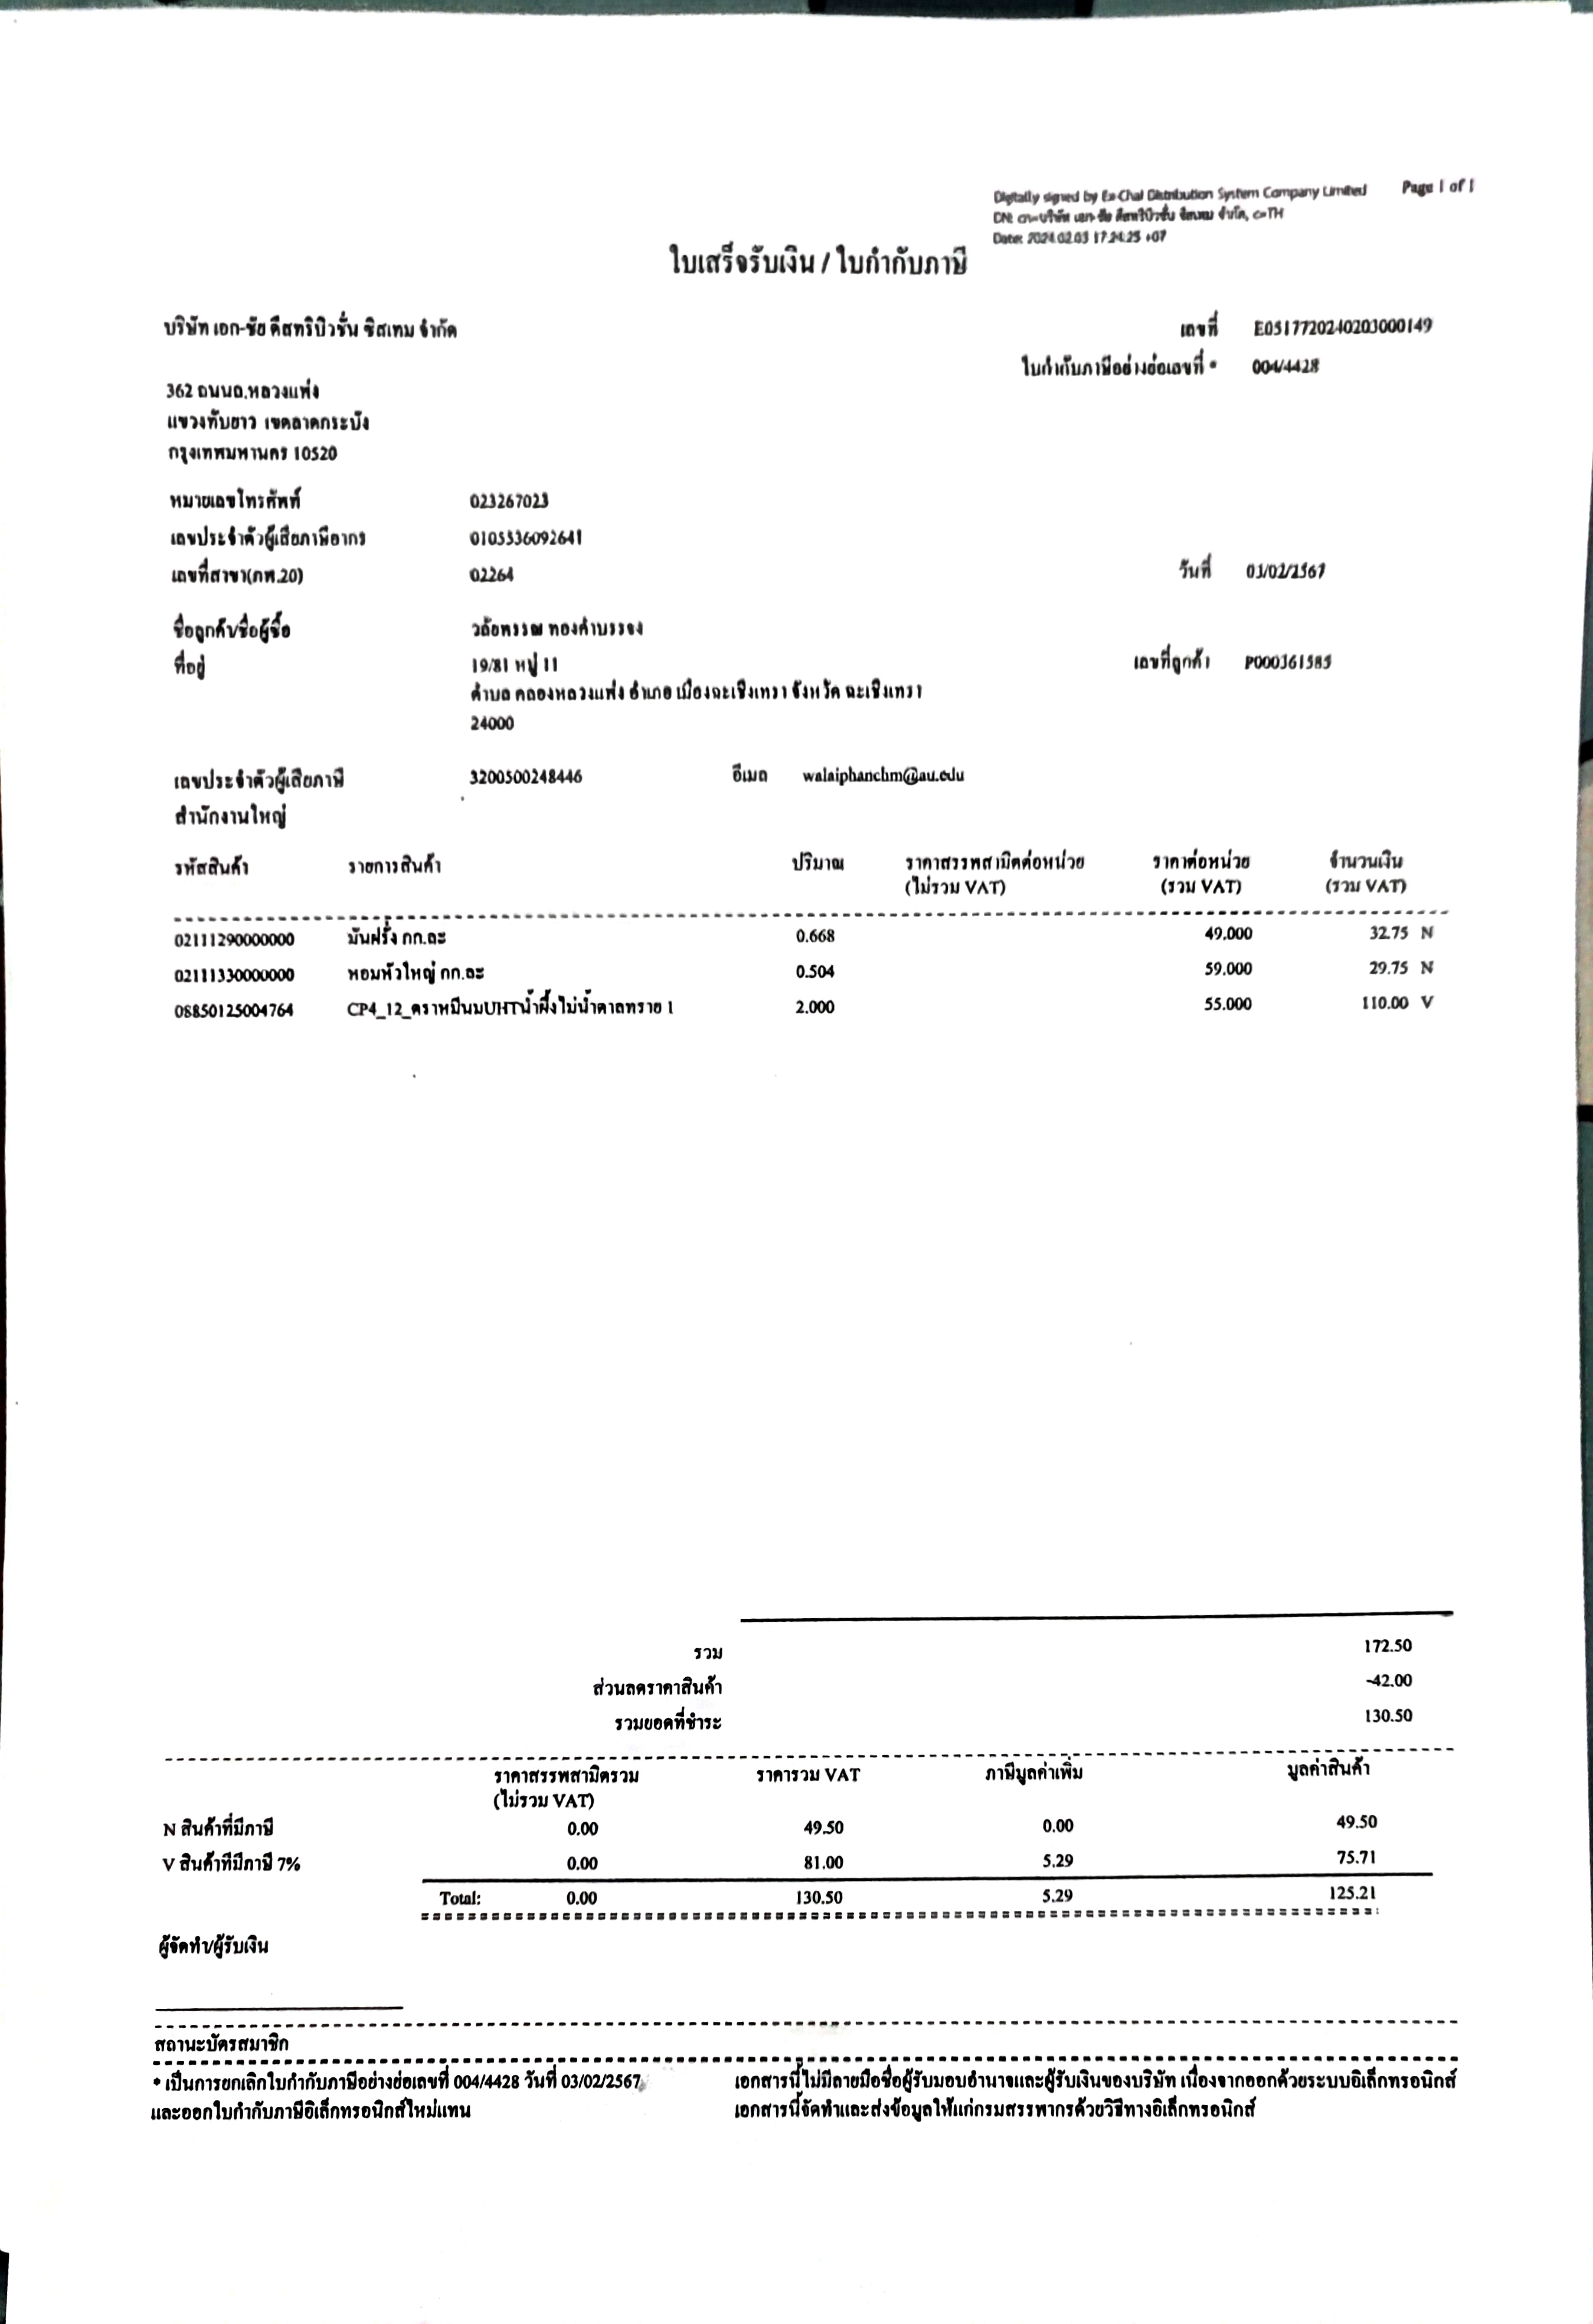 Digitally signed by Ek-Chai Distribution System Company Limited Page 1 of 1
DN: cn=บริษัท เอก-ชัย ดีสทริบิวชั่น ซิสเทม จำกัด, c=TH
Date: 2024.02.03 17:24:25 +07
ใบเสร็จรับเงิน / ใบกำกับภาษี
บริษัท เอก-ชัย ดีสทริบิวชั่น ซิสเทม จำกัด เลขที่ E05177202402030000149
ใบกำกับภาษีอย่างย่อเลขที่ * 004/4428
362 ถนนถ.หลวงแพ่ง
แขวงทับยาว เขตลาดกระบัง
กรุงเทพมหานคร 10520
หมายเลขโทรศัพท์ 023267023
เลขประจำตัวผู้เสียภาษีอากร 0105536092641
เลขที่สาขา(ภพ.20) 02264 วันที่ 03/02/2567
ชื่อลูกค้า/ชื่อผู้ซื้อ วลัยพรรณ ทองคำบรรจง
ที่อยู่ 19/81 หมู่ 11 เลขที่ลูกค้า P000361585
ตำบล คลองหลวงแพ่ง อำเภอ เมืองฉะเชิงเทรา จังหวัด ฉะเชิงเทรา
24000
เลขประจำตัวผู้เสียภาษี 3200500248446 อีเมล walaiphanchm@au.edu
สำนักงานใหญ่
รหัสสินค้า รายการสินค้า ปริมาณ ราคาสรรพสามิตต่อหน่วย ราคาต่อหน่วย จำนวนเงิน
(ไม่รวม VAT) (รวม VAT) (รวม VAT)
02111290000000 มันฝรั่ง กก.ละ 0.668 49.000 32.75 N
02111330000000 หอมหัวใหญ่ กก.ละ 0.504 59.000 29.75 N
08850125004764 CP4_12_ตราหมีนมUHTน้ำผึ้งไม่น้ำตาลทราย 1 2.000 55.000 110.00 V
รวม 172.50
ส่วนลดราคาสินค้า -42.00
รวมยอดที่ชำระ 130.50
ราคาสรรพสามิตรวม ราคารวม VAT ภาษีมูลค่าเพิ่ม มูลค่าสินค้า
(ไม่รวม VAT)
N สินค้าที่มีภาษี 0.00 49.50 0.00 49.50
V สินค้าที่มีภาษี 7% 0.00 81.00 5.29 75.71
Total: 0.00 130.50 5.29 125.21
ผู้จัดทำ/ผู้รับเงิน
สถานะบัตรสมาชิก
* เป็นการยกเลิกใบกำกับภาษีอย่างย่อเลขที่ 004/4428 วันที่ 03/02/2567 เอกสารนี้ไม่มีลายมือชื่อผู้รับมอบอำนาจและผู้รับเงินของบริษัท เนื่องจากออกด้วยระบบอิเล็กทรอนิกส์
และออกใบกำกับภาษีอิเล็กทรอนิกส์ใหม่แทน เอกสารนี้จัดทำและส่งข้อมูลให้แก่กรมสรรพากรด้วยวิธีทางอิเล็กทรอนิกส์